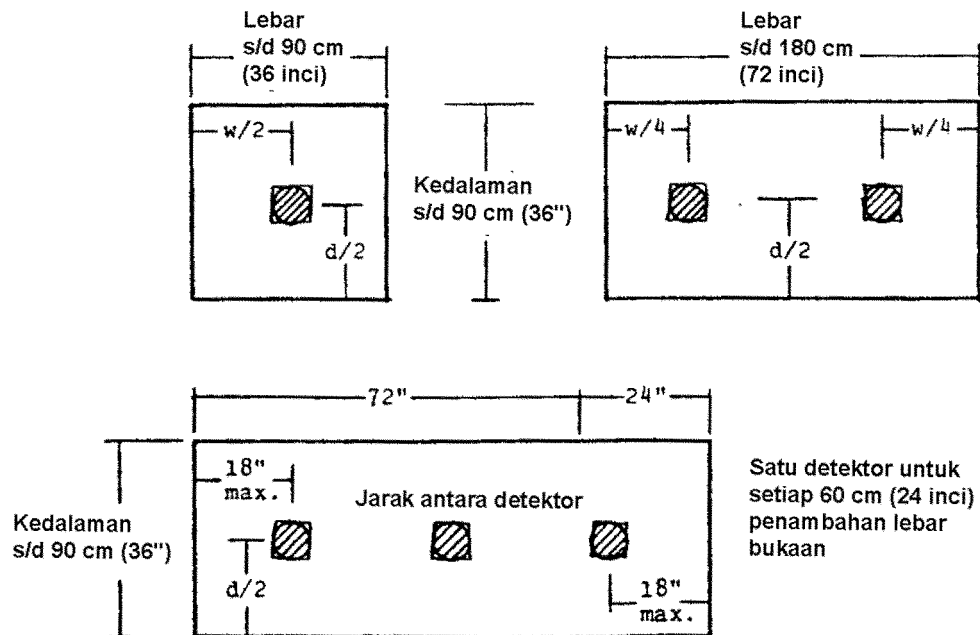 Lebar
s/d 90 cm
(36 inci)
Lebar
s/d 180 cm
(72 inci)
w/2
d/2
Kedalaman
s/d 90 cm (36")
w/4
w/4
d/2
72"
24"
18"
max.
Jarak antara detektor
Kedalaman
s/d 90 cm (36")
d/2
18"
max.
Satu detektor untuk
setiap 60 cm (24 inci)
penambahan lebar
bukaan